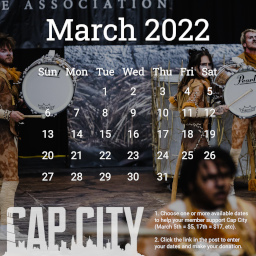 E ASSOCIATION.
March 2022
Sun Mon Tue Wed Thu Fri Sat
1 2 3 4 5
6 7 8 9 10 11 12
13 14 15 16 17 18 19
20 21 22 23 24 25 26
27 28 29 30 31
CAP CITY
1. Choose one or more available dates
to help your member support Cap City
(March 5th = $5, 17th = $17, etc).
2. Click the link in the post to enter
your dates and make your donation.